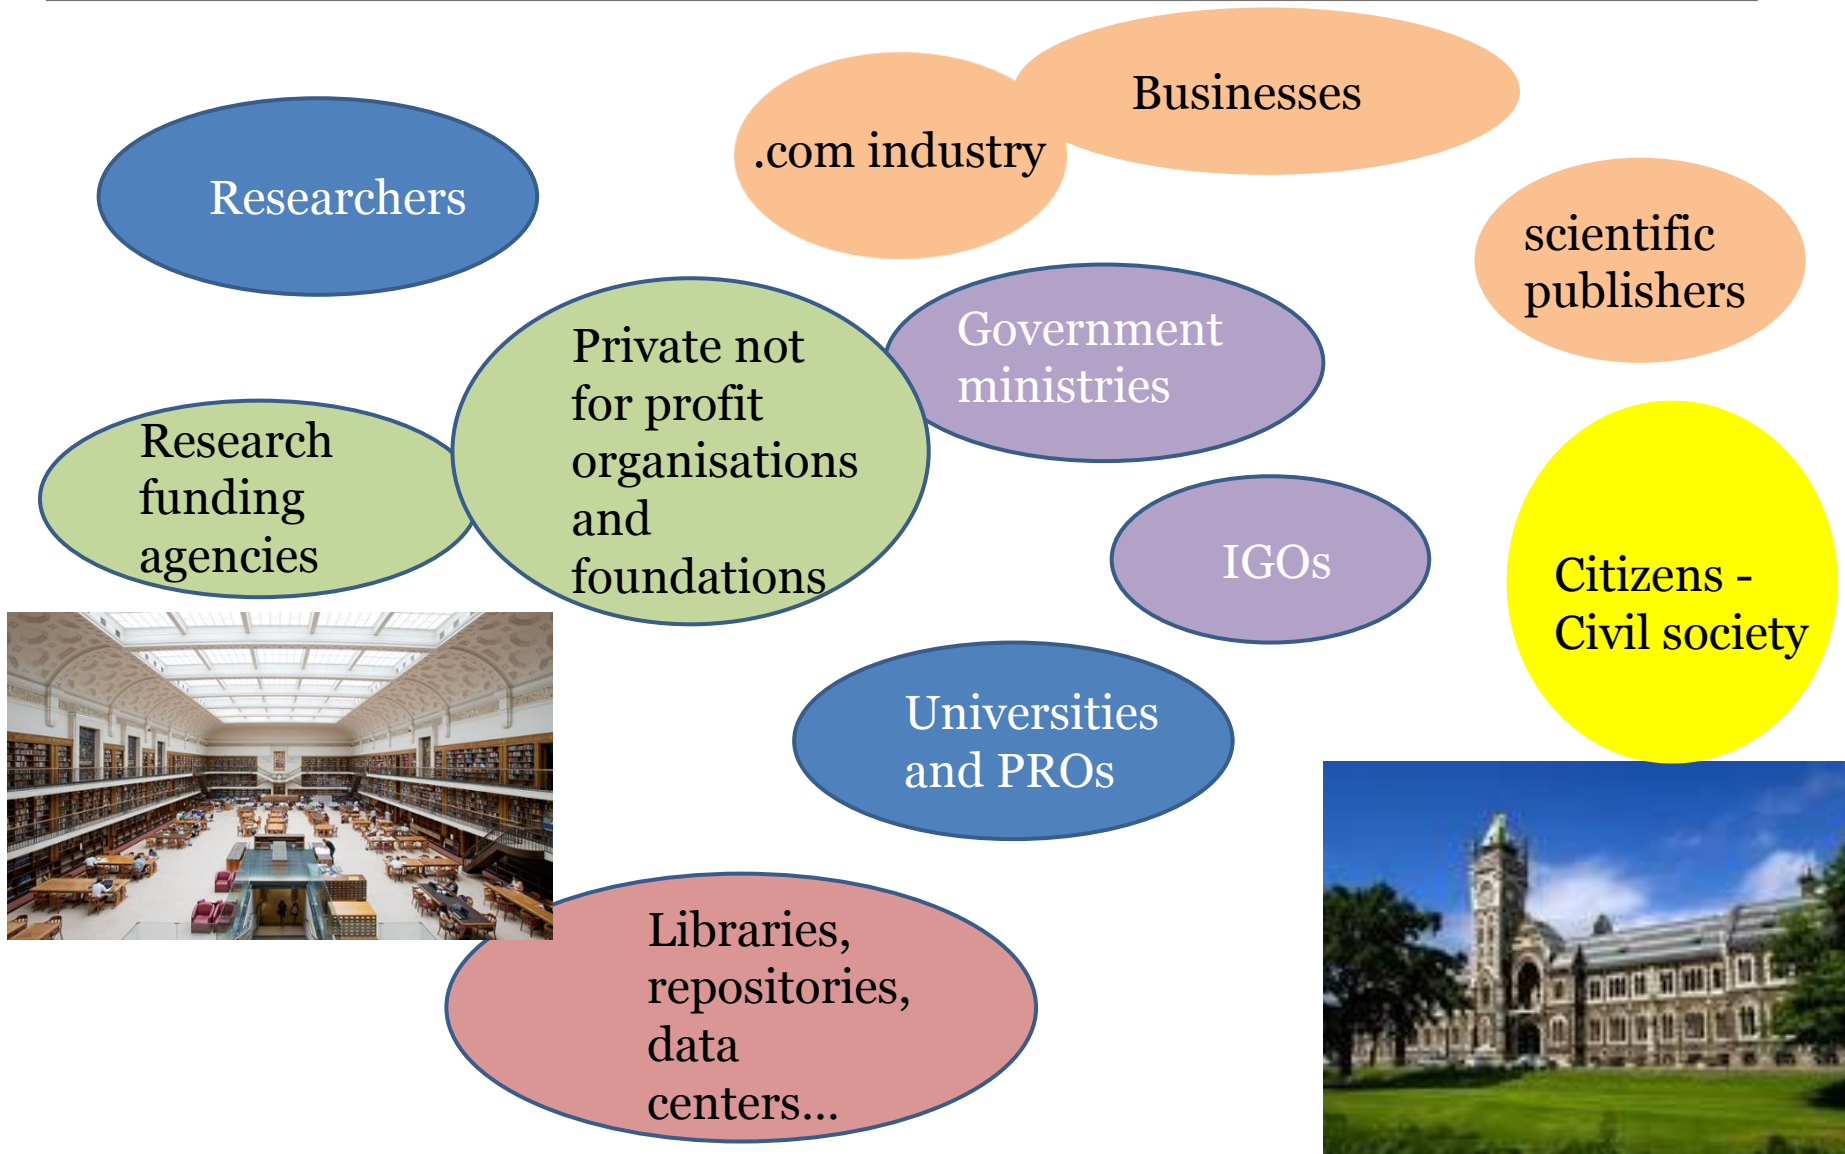 Businesses
.com industry
Researchers
scientific
publishers
Government
ministries
Private not
for profit
organisations
and
foundations
Research
funding
agencies
IGOs
Citizens -
Civil society
Universities
and PROs
Libraries,
repositories,
data
centers…